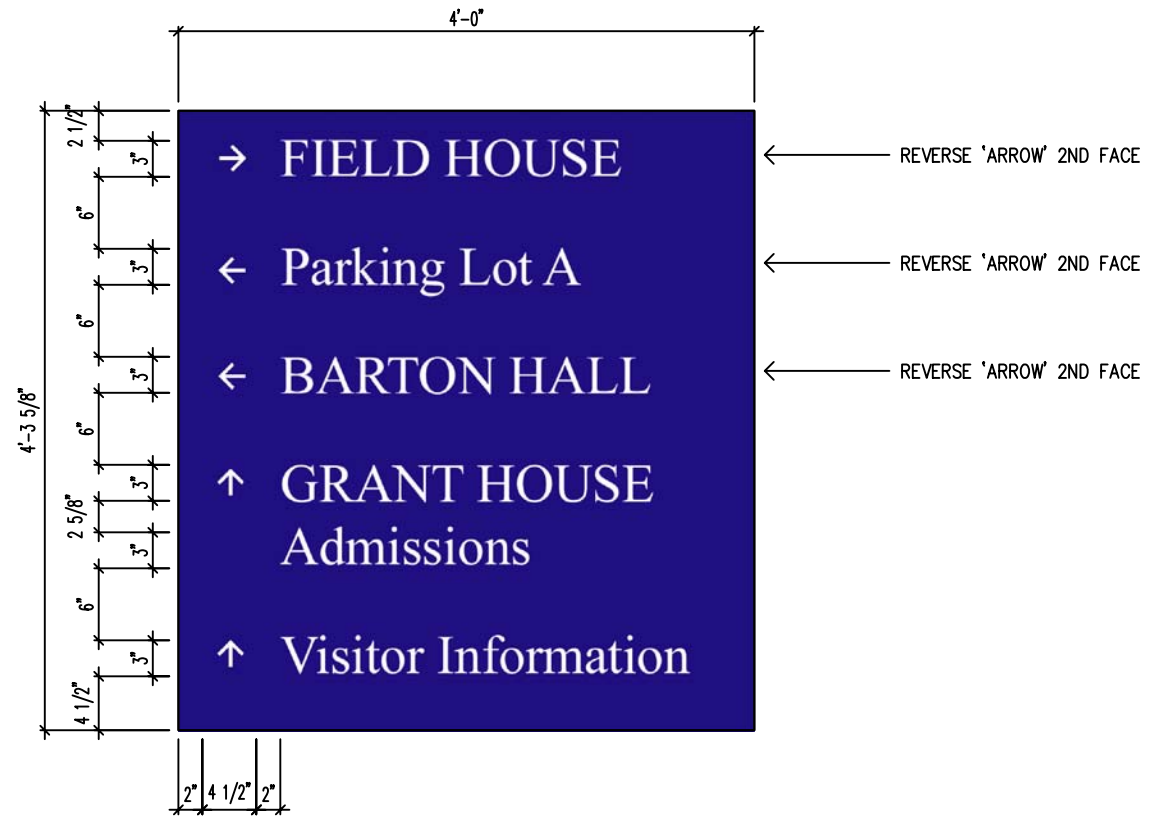 4'-0"
2 1/2"
→ FIELD HOUSE
REVERSE 'ARROW' 2ND FACE
3"
6"
← Parking Lot A
REVERSE 'ARROW' 2ND FACE
3"
6"
← BARTON HALL
REVERSE 'ARROW' 2ND FACE
3"
4'-3 5/8"
6"
↑ GRANT HOUSE
3"
2 5/8"
Admissions
3"
6"
↑ Visitor Information
3"
4 1/2"
2" 4 1/2" 2"